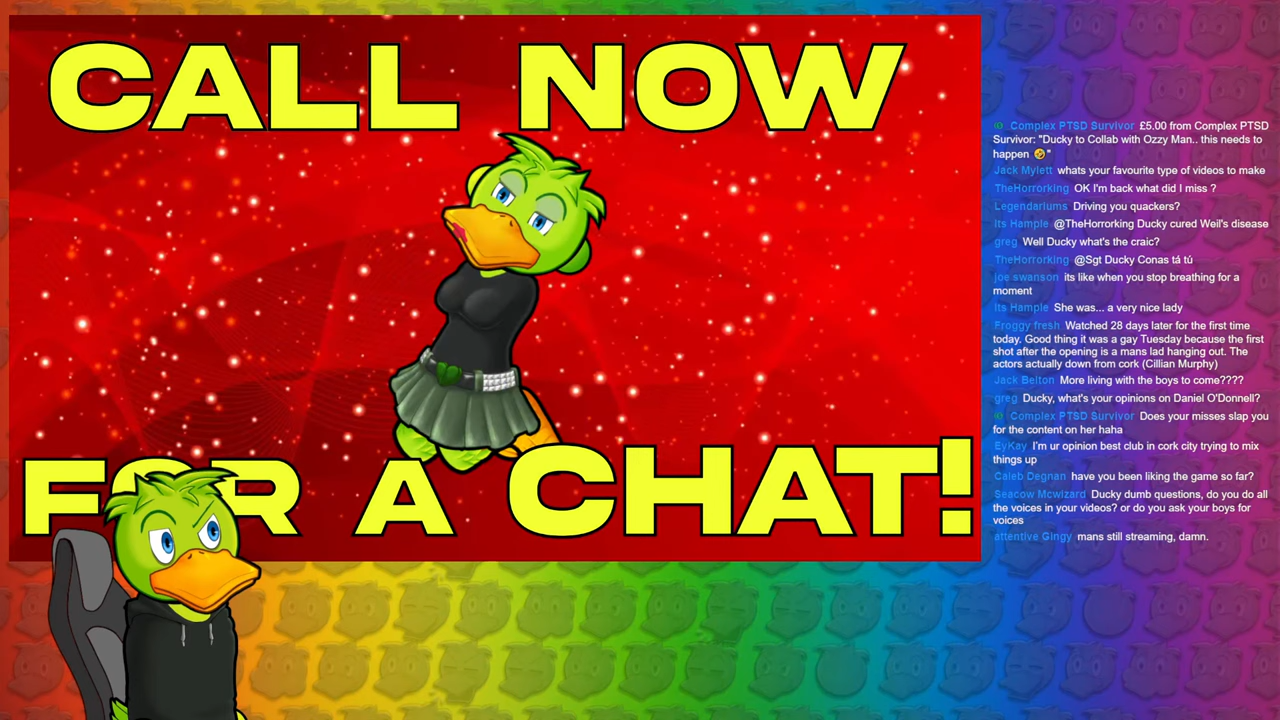 CALL NOW
FOR A CHAT!
Complex PTSD Survivor £5.00 from Complex PTSD
Survivor: "Ducky to Collab with Ozzy Man.. this needs to
happen 🤣"
Jack Mylett whats your favourite type of videos to make
TheHorrorking OK I'm back what did I miss ?
Legendariums Driving you quackers?
Its Hample @TheHorrorking Ducky cured Weil's disease
greg Well Ducky what's the craic?
TheHorrorking @Sgt Ducky Conas tá tú
joe swanson its like when you stop breathing for a
moment
Its Hample She was... a very nice lady
Froggy fresh Watched 28 days later for the first time
today. Good thing it was a gay Tuesday because the first
shot after the opening is a mans lad hanging out. The
actors actually down from cork (Cillian Murphy)
Jack Belton More living with the boys to come????
greg Ducky, what's your opinions on Daniel O'Donnell?
Complex PTSD Survivor Does your misses slap you
for the content on her haha
EyKay I'm ur opinion best club in cork city trying to mix
things up
Caleb Degnan have you been liking the game so far?
Seacow Mcwizard Ducky dumb questions, do you do all
the voices in your videos? or do you ask your boys for
voices
attentive Gingy mans still streaming, damn.